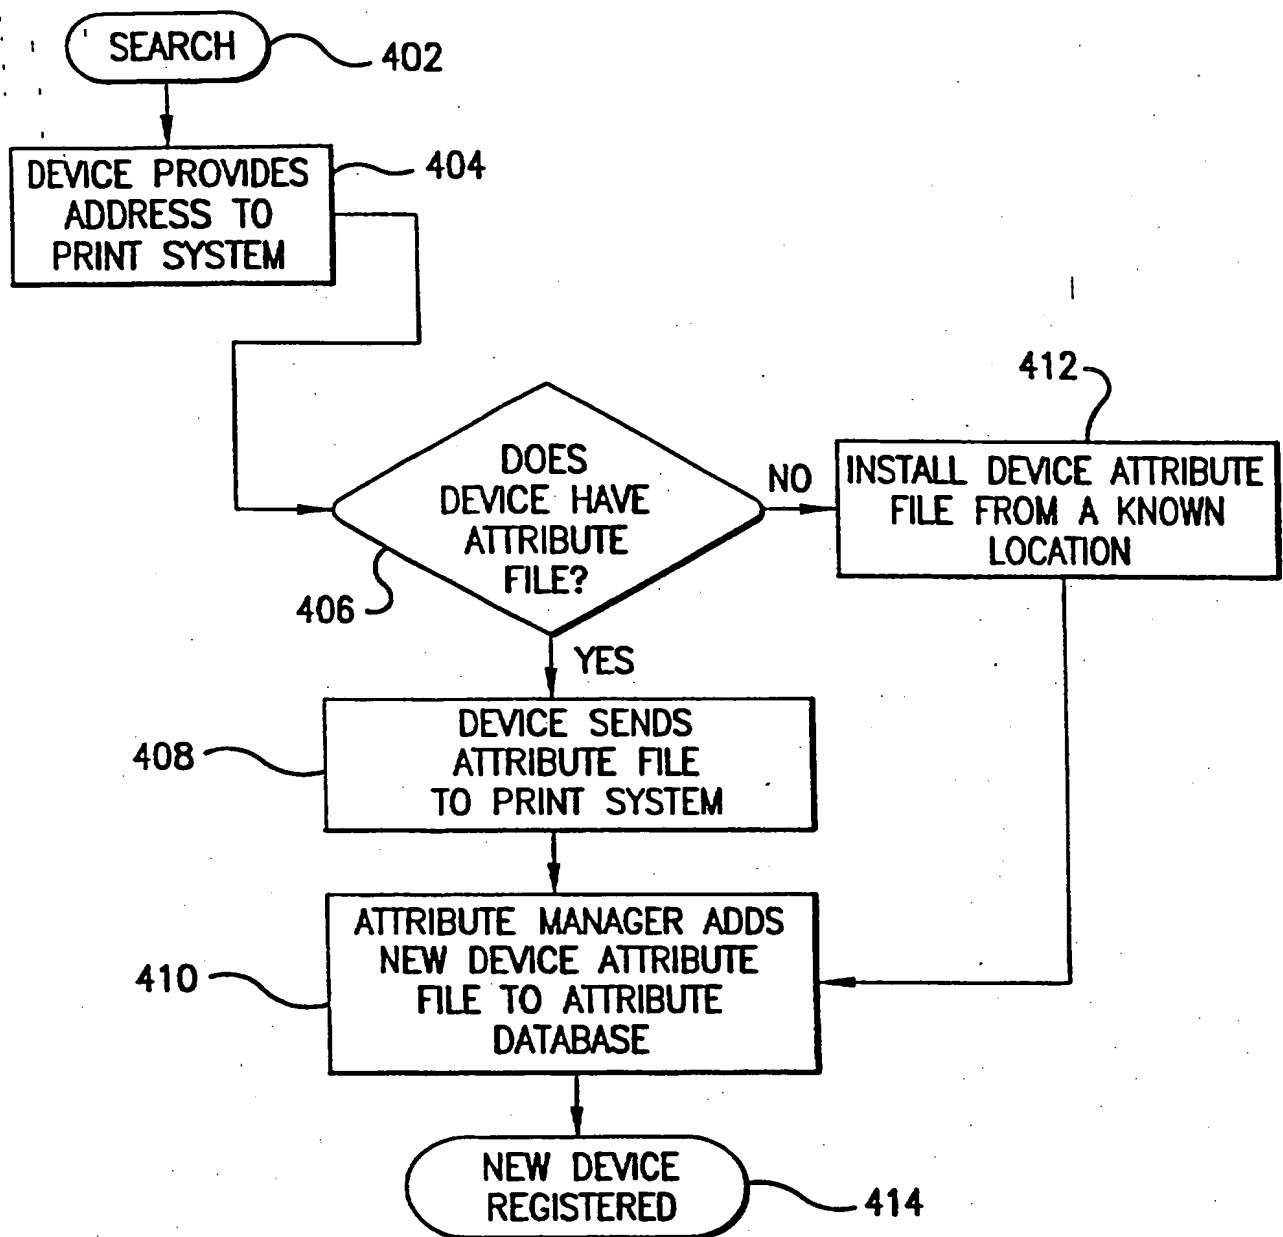 SEARCH
402
DEVICE PROVIDES
ADDRESS TO
PRINT SYSTEM
404
DOES
DEVICE HAVE
ATTRIBUTE
FILE?
406
NO
412
INSTALL DEVICE ATTRIBUTE
FILE FROM A KNOWN
LOCATION
YES
DEVICE SENDS
ATTRIBUTE FILE
TO PRINT SYSTEM
408
ATTRIBUTE MANAGER ADDS
NEW DEVICE ATTRIBUTE
FILE TO ATTRIBUTE
DATABASE
410
NEW DEVICE
REGISTERED
414